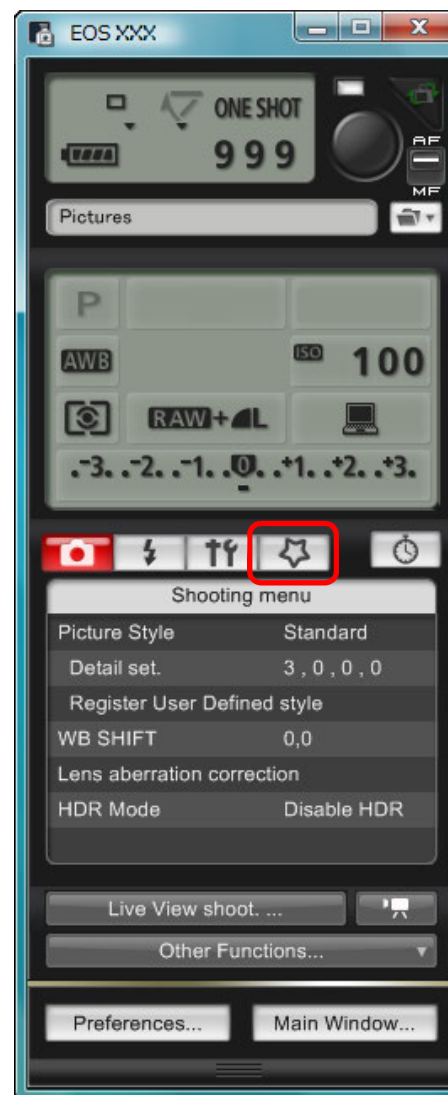 EOS XXX
ONE SHOT
999
AF
MF
Pictures
P
AWB
ISO 100
RAW+L
.-3. .-2. .-1. .0. .+1. .+2. .+3.
Shooting menu
Picture Style Standard
Detail set. 3 , 0 , 0 , 0
Register User Defined style
WB SHIFT 0,0
Lens aberration correction
HDR Mode Disable HDR
Live View shoot. ...
Other Functions...
Preferences... Main Window...